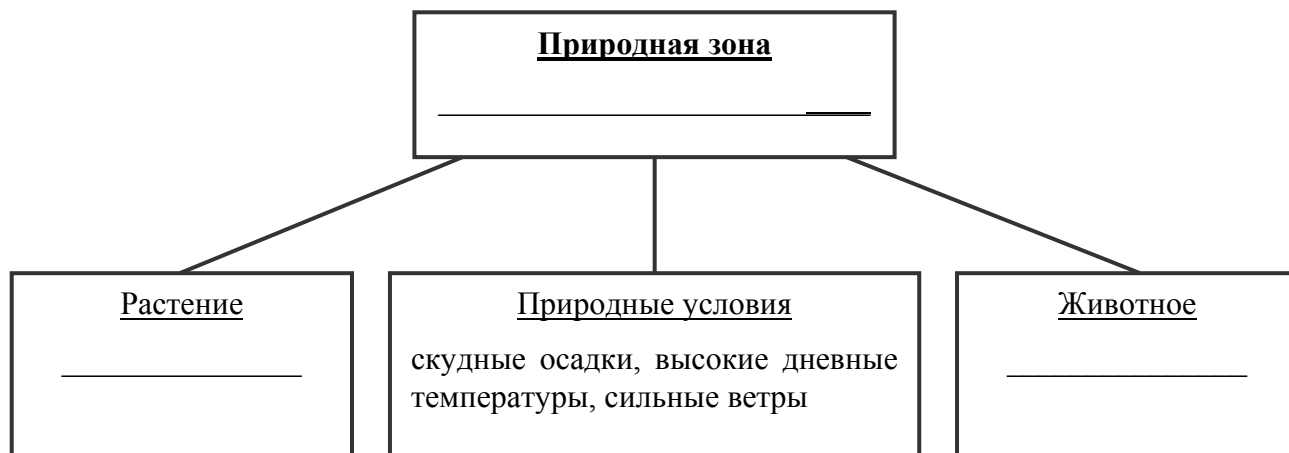 Природная зона
Растение
Природные условия
скудные осадки, высокие дневные
температуры, сильные ветры
Животное